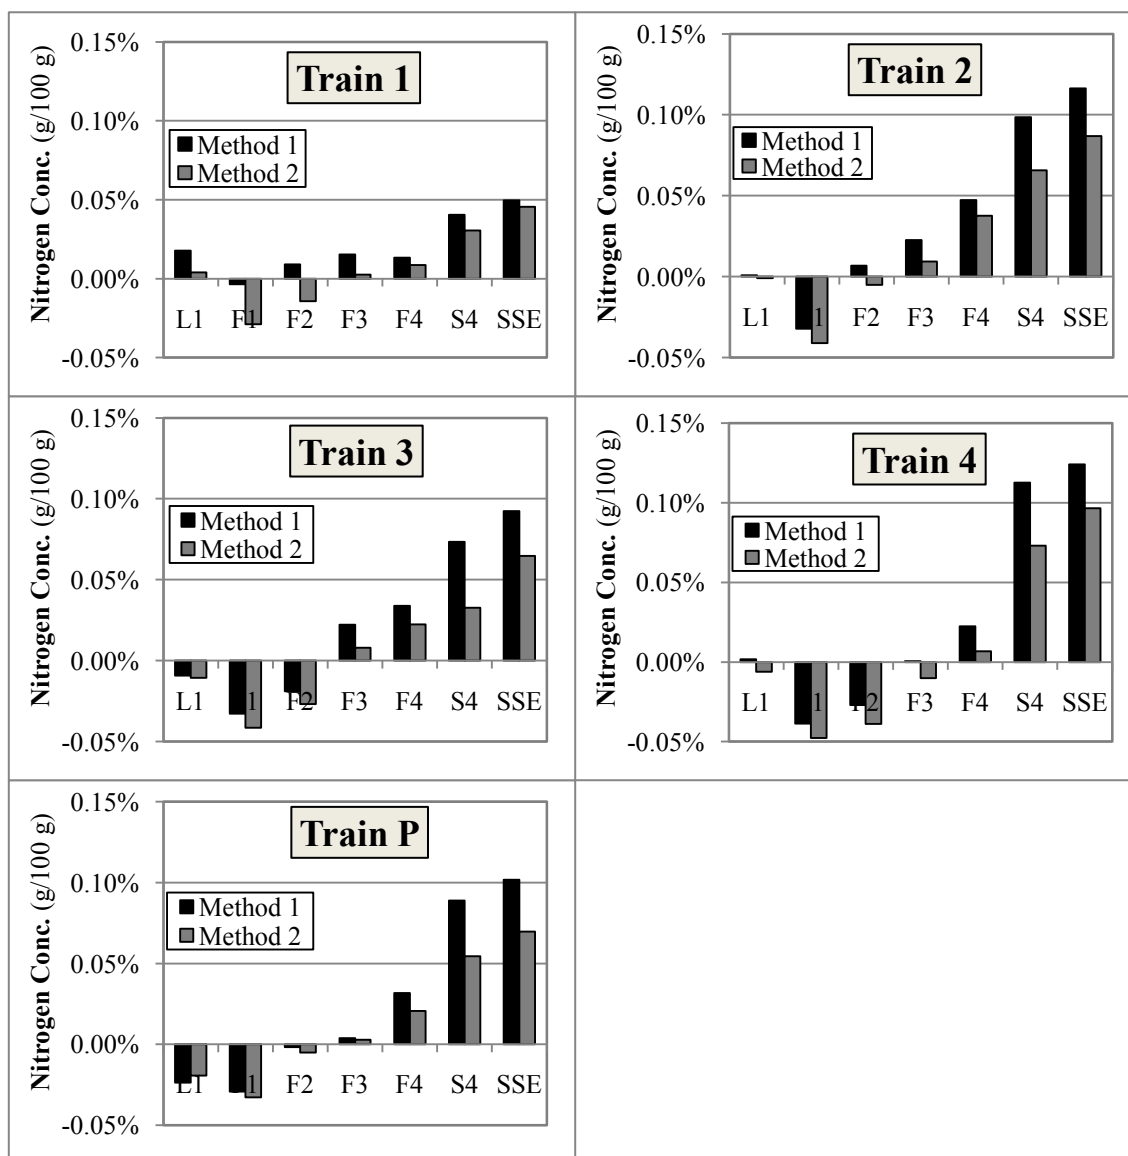 Train 1
Nitrogen Conc. (g/100 g)
0.15%
0.10%
0.05%
0.00%
-0.05%
Method 1
Method 2
L1 F1 F2 F3 F4 S4 SSE
Train 2
Nitrogen Conc. (g/100 g)
0.15%
0.10%
0.05%
0.00%
-0.05%
Method 1
Method 2
L1 1 F2 F3 F4 S4 SSE
Train 3
Nitrogen Conc. (g/100 g)
0.15%
0.10%
0.05%
0.00%
-0.05%
Method 1
Method 2
L1 1 F2 F3 F4 S4 SSE
Train 4
Nitrogen Conc. (g/100 g)
0.15%
0.10%
0.05%
0.00%
-0.05%
Method 1
Method 2
L1 1 F2 F3 F4 S4 SSE
Train P
Nitrogen Conc. (g/100 g)
0.15%
0.10%
0.05%
0.00%
-0.05%
Method 1
Method 2
L1 1 F2 F3 F4 S4 SSE